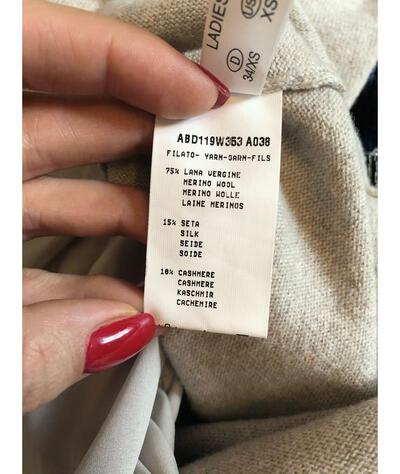 LADIES
US
XS
D
34/XS
ABD119W353 A038
FILATO- YARN-GARN-FILS
75% LANA VERGINE
MERINO WOOL
MERINO WOLLE
LAINE MERINOS
15% SETA
SILK
SEIDE
SOIDE
10% CASHMERE
CASHMERE
KASCHMIR
CACHEMIRE